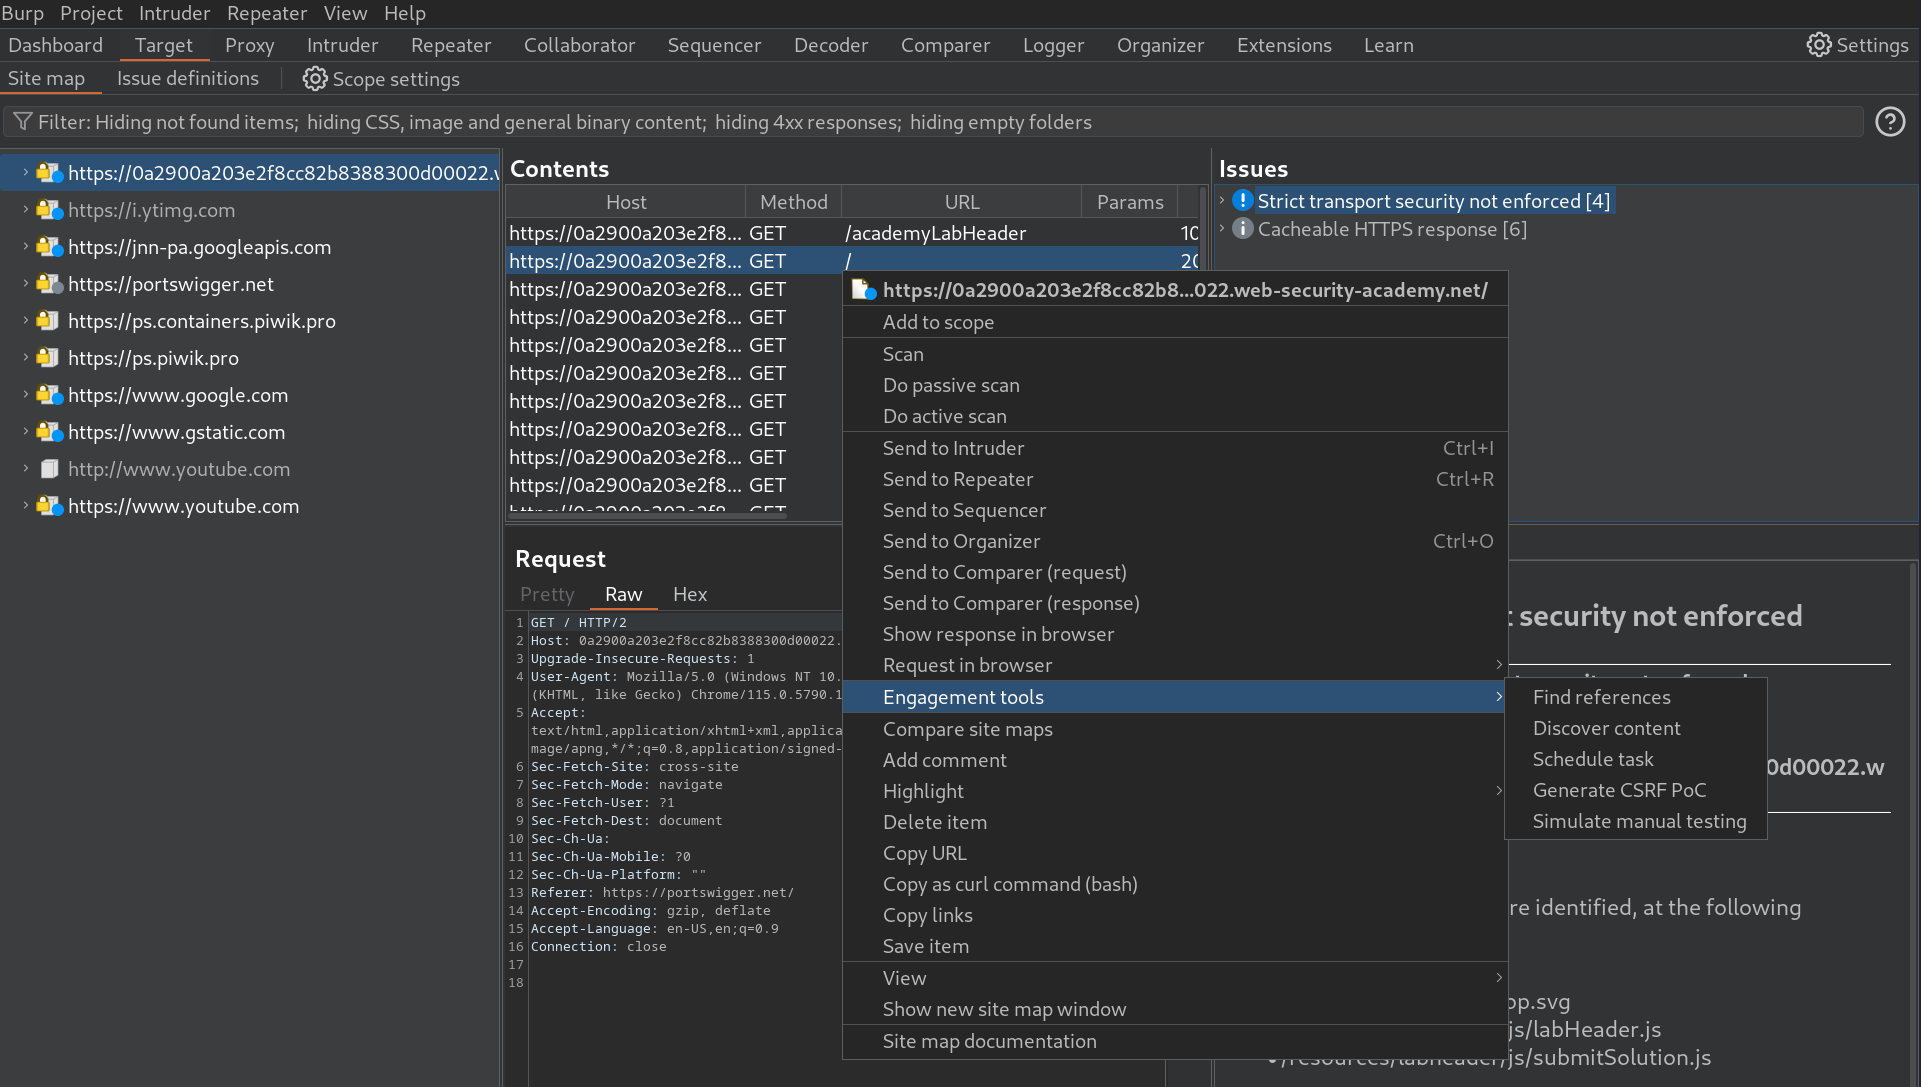 Burp Project Intruder Repeater View Help
Dashboard Target Proxy Intruder Repeater Collaborator Sequencer Decoder Comparer Logger Organizer Extensions Learn Settings
Site map Issue definitions Scope settings
Filter: Hiding not found items; hiding CSS, image and general binary content; hiding 4xx responses; hiding empty folders
https://0a2900a203e2f8cc82b8388300d00022.
https://i.ytimg.com
https://jnn-pa.googleapis.com
https://portswigger.net
https://ps.containers.piwik.pro
https://ps.piwik.pro
https://www.google.com
https://www.gstatic.com
http://www.youtube.com
https://www.youtube.com
Contents
Host Method URL Params
https://0a2900a203e2f8... GET /academyLabHeader 10
https://0a2900a203e2f8... GET / 20
https://0a2900a203e2f8... GET
https://0a2900a203e2f8... GET
https://0a2900a203e2f8... GET
https://0a2900a203e2f8... GET
https://0a2900a203e2f8... GET
https://0a2900a203e2f8... GET
https://0a2900a203e2f8... GET
https://0a2900a203e2f8... GET
https://0a2900a203e2f8... GET
Issues
Strict transport security not enforced [4]
Cacheable HTTPS response [6]
https://0a2900a203e2f8cc82b8...022.web-security-academy.net/
Add to scope
Scan
Do passive scan
Do active scan
Send to Intruder Ctrl+I
Send to Repeater Ctrl+R
Send to Sequencer
Send to Organizer Ctrl+O
Send to Comparer (request)
Send to Comparer (response)
Show response in browser
Request in browser
Engagement tools
Compare site maps
Add comment
Highlight
Delete item
Copy URL
Copy as curl command (bash)
Copy links
Save item
View
Show new site map window
Site map documentation
Find references
Discover content
Schedule task
Generate CSRF PoC
Simulate manual testing
Request
Pretty Raw Hex
1 GET / HTTP/2
2 Host: 0a2900a203e2f8cc82b8388300d00022.
3 Upgrade-Insecure-Requests: 1
4 User-Agent: Mozilla/5.0 (Windows NT 10.
(KHTML, like Gecko) Chrome/115.0.5790.1
5 Accept:
text/html,application/xhtml+xml,applica
mage/apng,*/*;q=0.8,application/signed-
6 Sec-Fetch-Site: cross-site
7 Sec-Fetch-Mode: navigate
8 Sec-Fetch-User: ?1
9 Sec-Fetch-Dest: document
10 Sec-Ch-Ua:
11 Sec-Ch-Ua-Mobile: ?0
12 Sec-Ch-Ua-Platform: ""
13 Referer: https://portswigger.net/
14 Accept-Encoding: gzip, deflate
15 Accept-Language: en-US,en;q=0.9
16 Connection: close
17
18
t security not enforced
0d00022.w
re identified, at the following
op.svg
js/labHeader.js
/resources/labheader/js/submitSolution.js